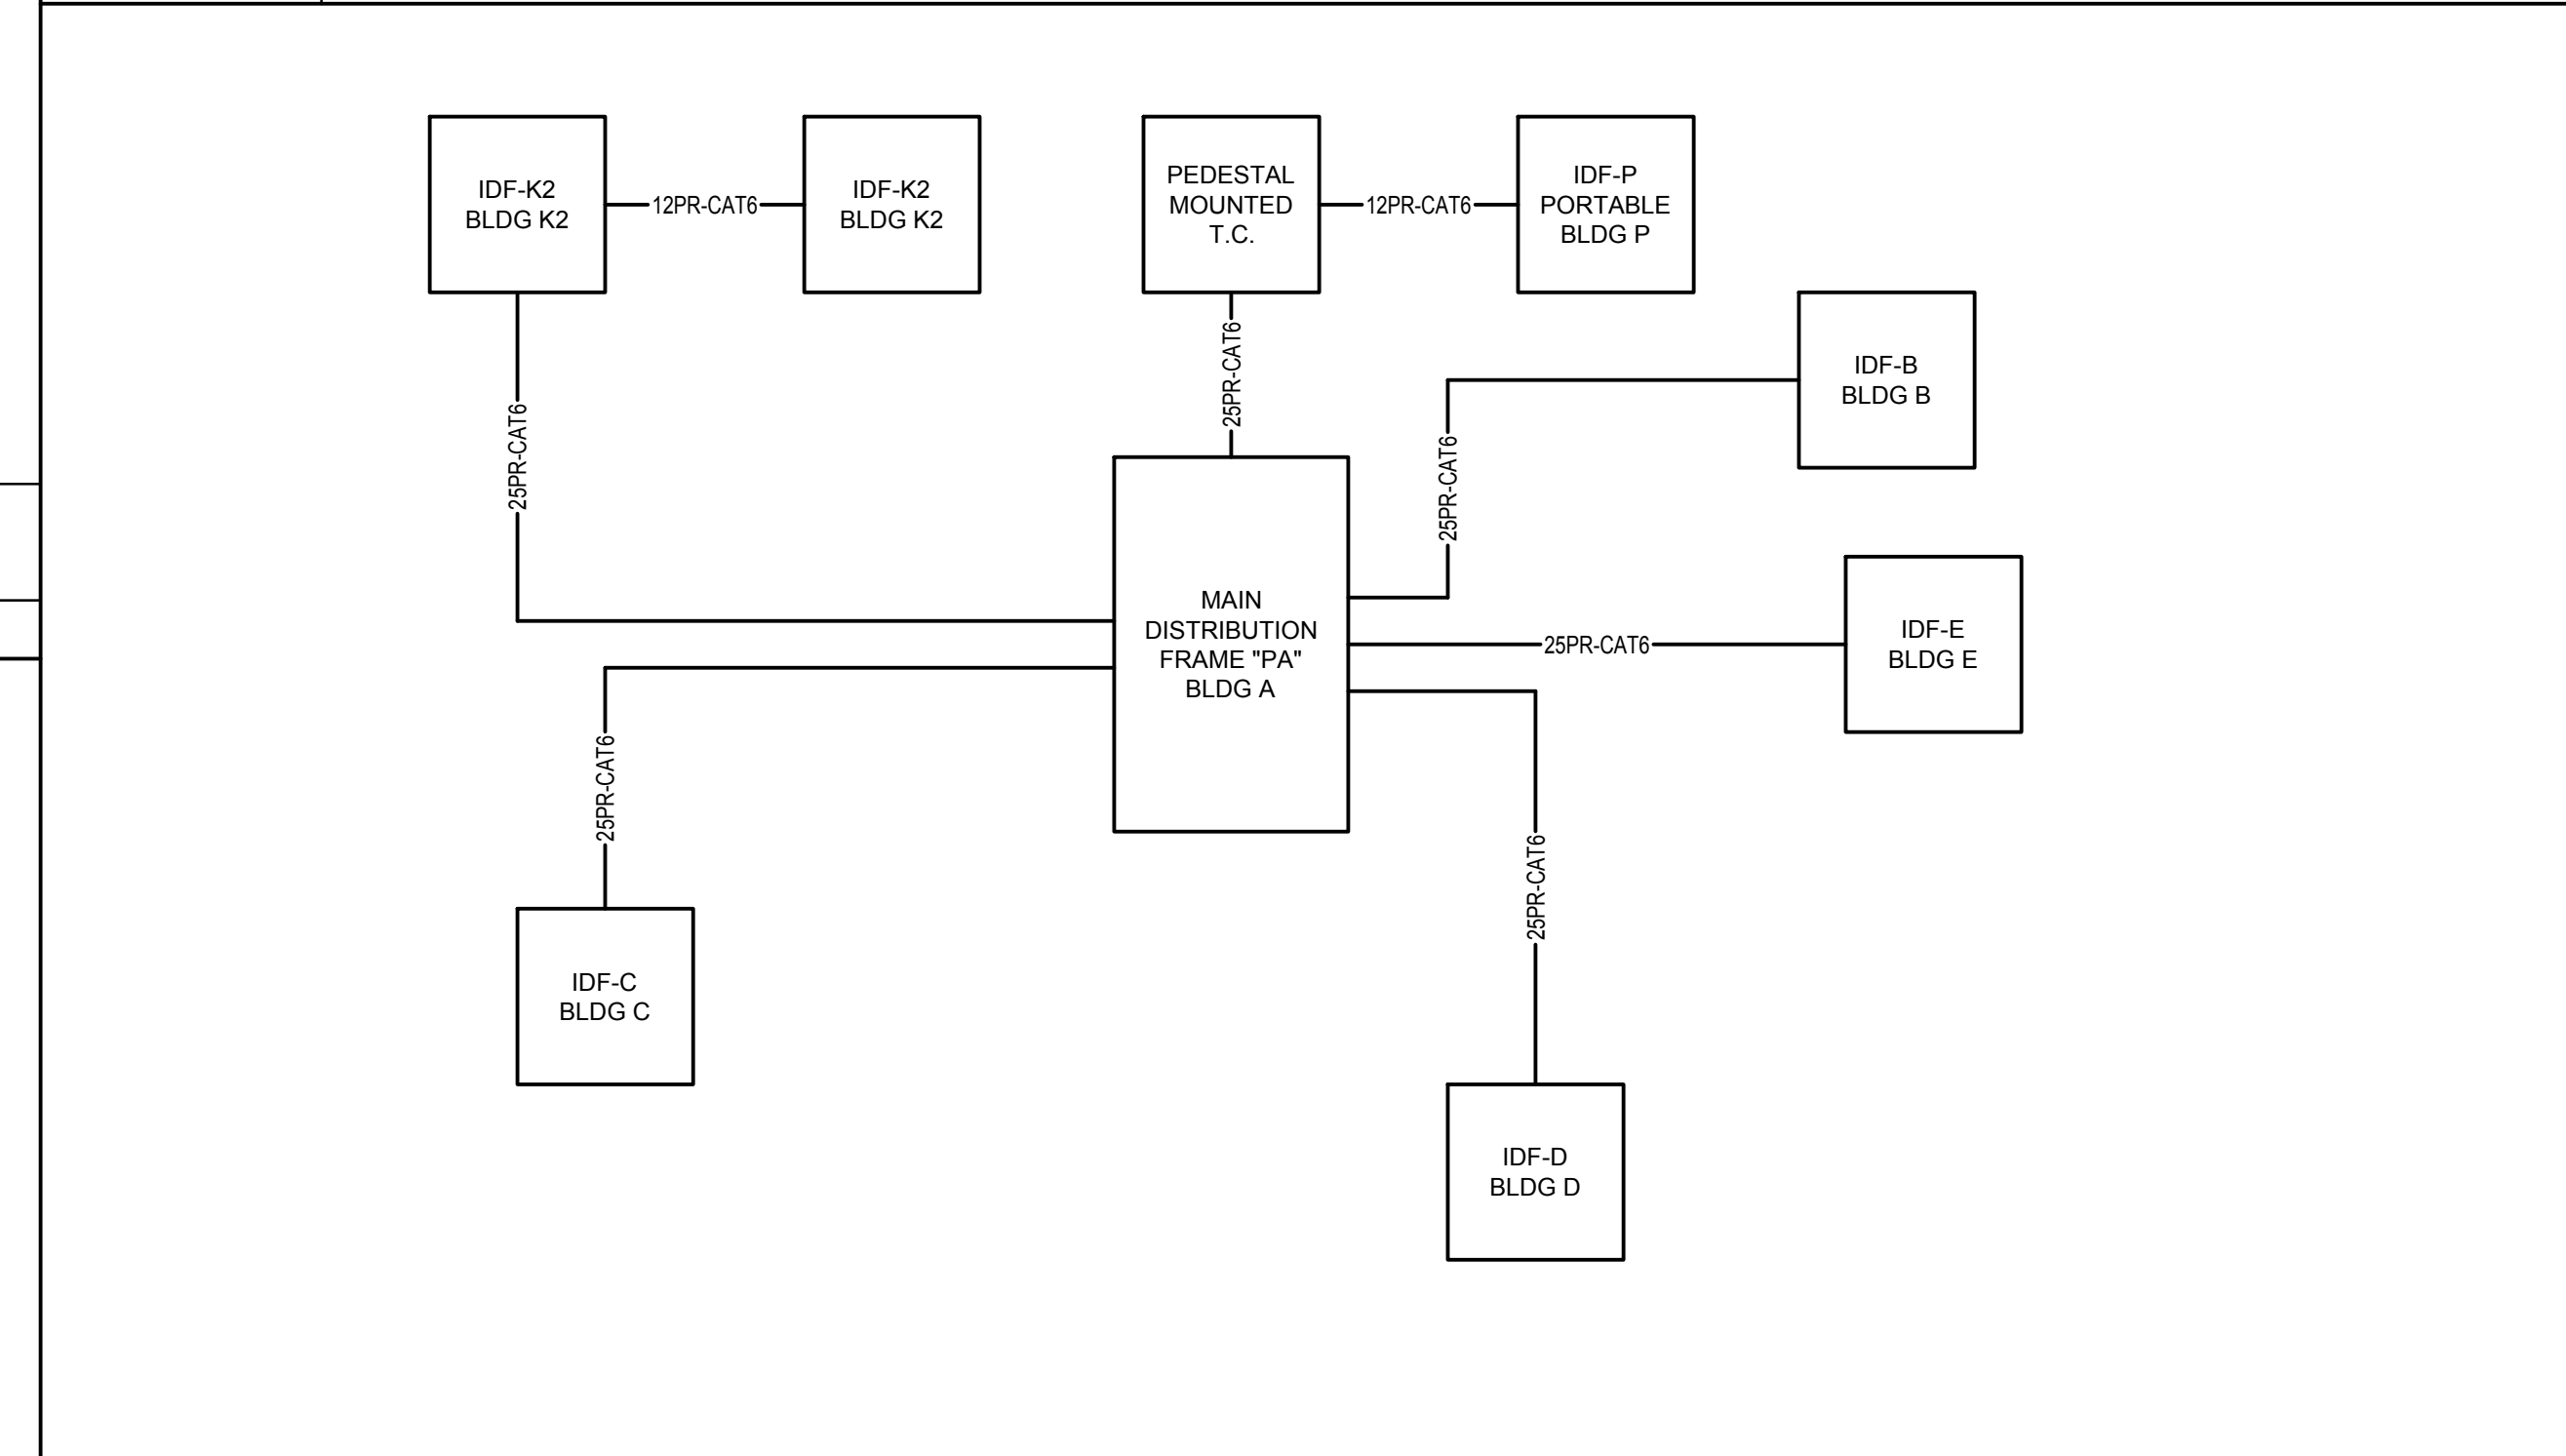 IDF-K2
BLDG K2
12PR-CAT6
IDF-K2
BLDG K2
PEDESTAL
MOUNTED
T.C.
12PR-CAT6
IDF-P
PORTABLE
BLDG P
25PR-CAT6
25PR-CAT6
25PR-CAT6
IDF-B
BLDG B
MAIN
DISTRIBUTION
FRAME "PA"
BLDG A
25PR-CAT6
IDF-E
BLDG E
25PR-CAT6
25PR-CAT6
IDF-C
BLDG C
IDF-D
BLDG D